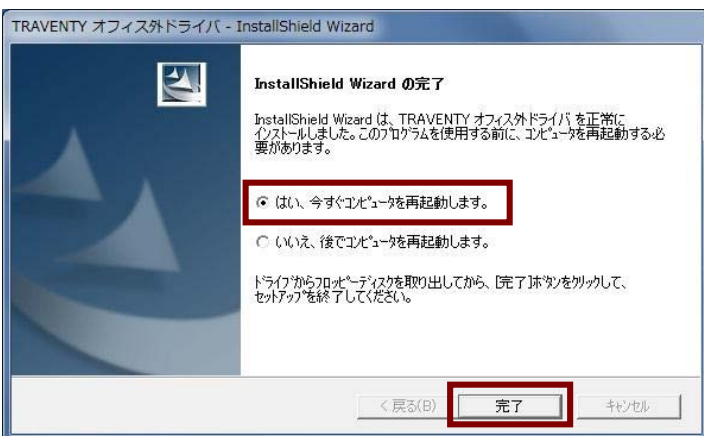 TRAVENTY オフィス外ドライバ - InstallShield Wizard
InstallShield Wizard の完了
InstallShield Wizard は、TRAVENTY オフィス外ドライバ を正常に
インストールしました。このプログラムを使用する前に、コンピュータを再起動する必
要があります。
はい、今すぐコンピュータを再起動します。
いいえ、後でコンピュータを再起動します。
ドライブからフロッピーディスクを取り出してから、[完了]ボタンをクリックして、
セットアップを終了してください。
< 戻る(B)
完了
キャンセル